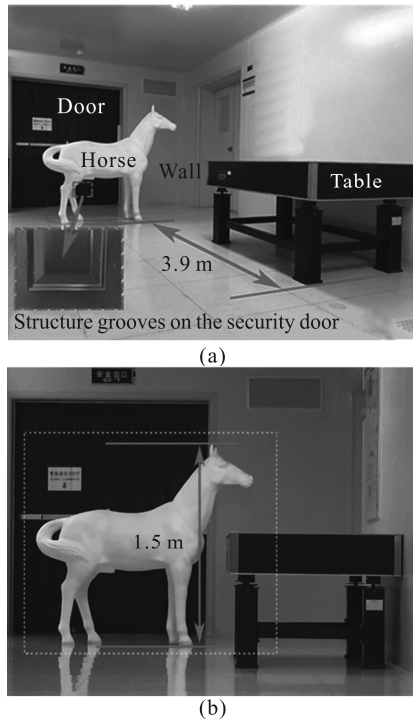 Door
Horse
Wall
Table
3.9 m
Structure grooves on the security door
(a)
1.5 m
(b)